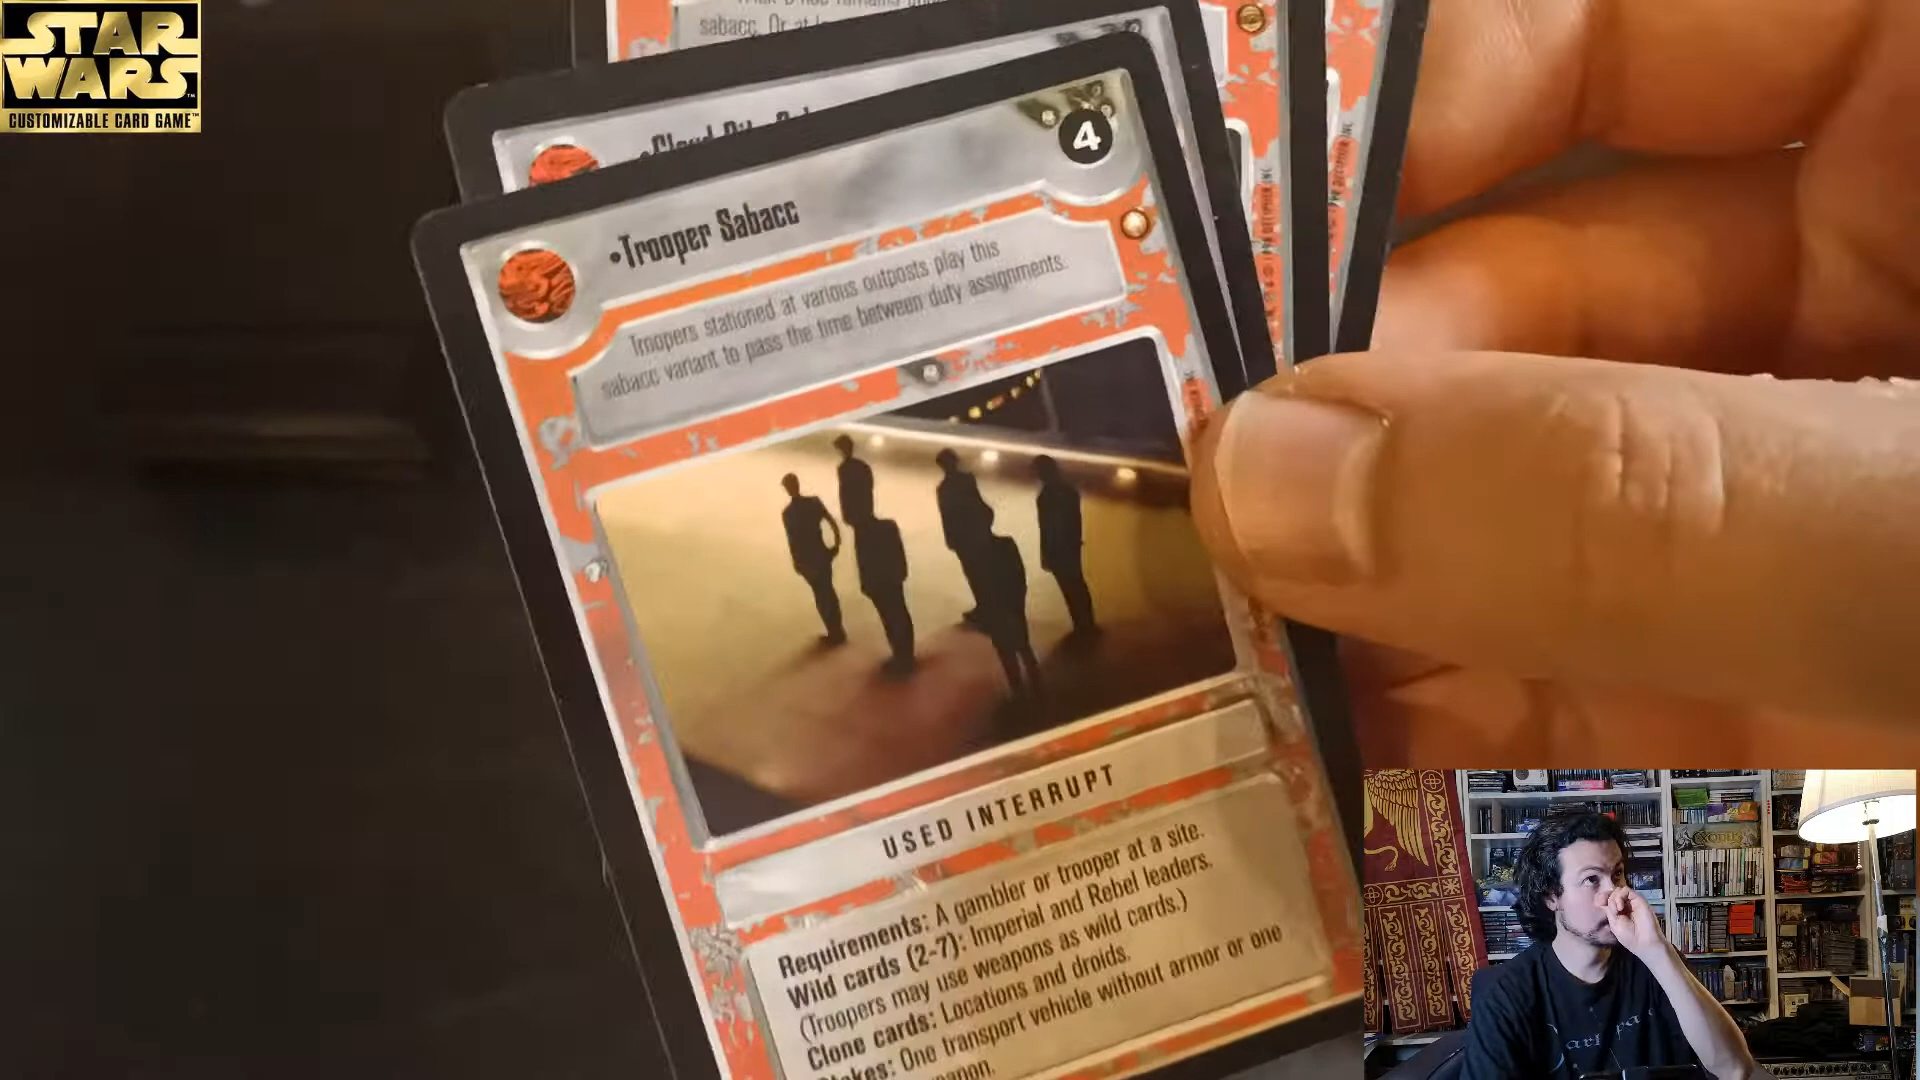 STAR
WARS
CUSTOMIZABLE CARD GAME™
sabacc. Or at
4
•Trooper Sabacc
Troopers stationed at various outposts play this
sabacc variant to pass the time between duty assignments.
USED INTERRUPT
Requirements: A gambler or trooper at a site.
Wild cards (2-7): Imperial and Rebel leaders.
(Troopers may use weapons as wild cards.)
Clone cards: Locations and droids.
Stakes: One transport vehicle without armor or one
weapon.
DECIPHER INC